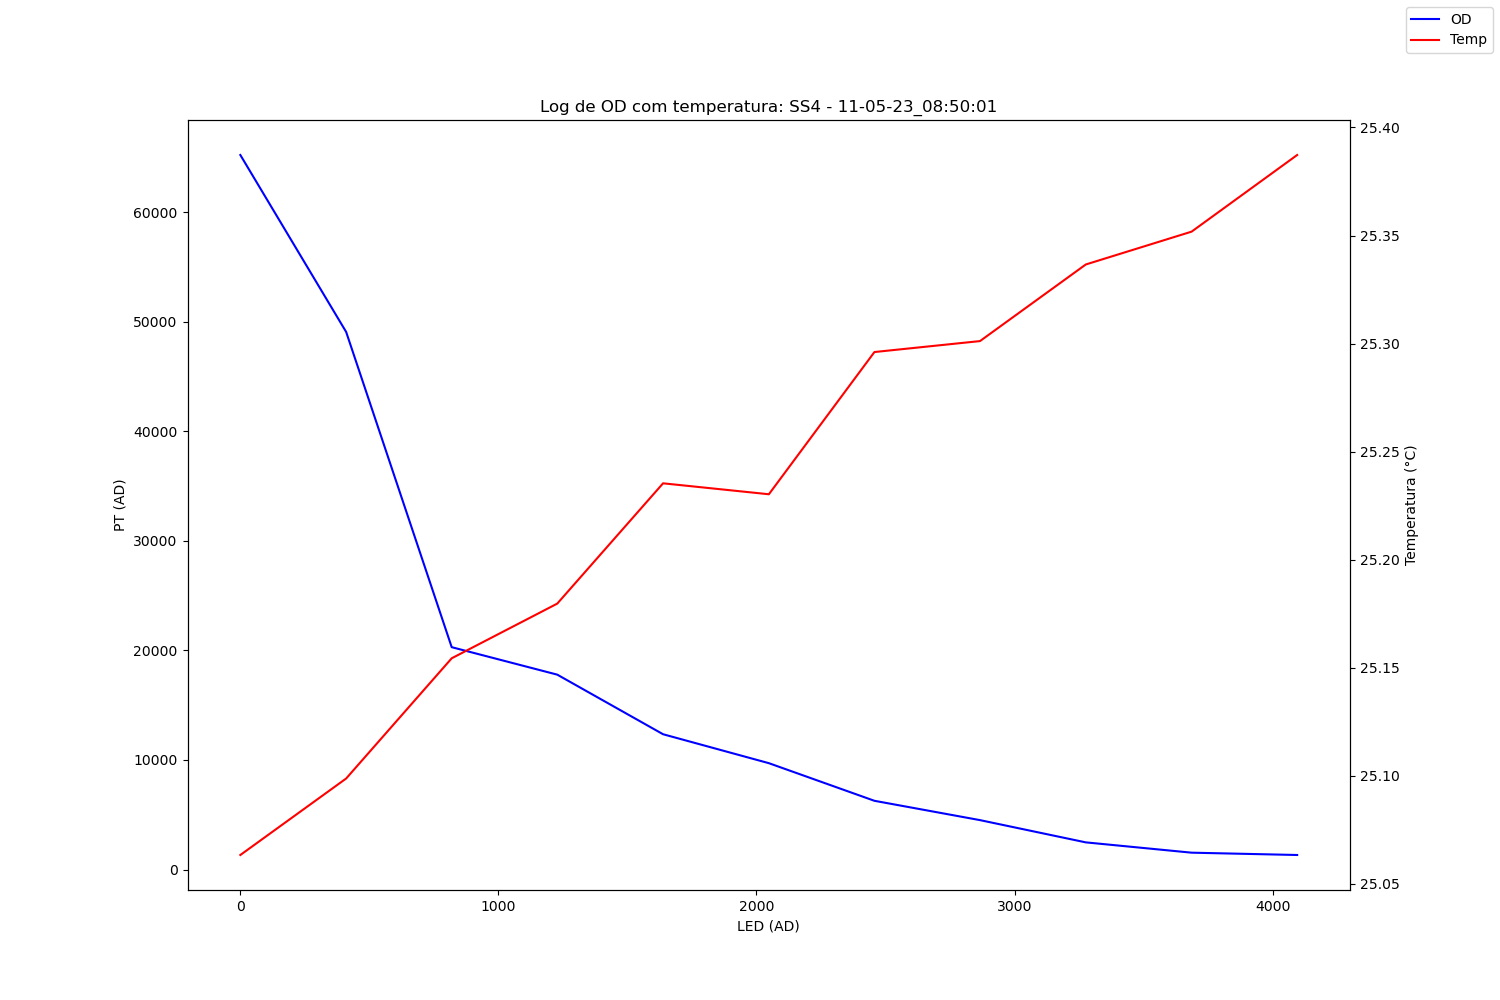 OD
Temp
Log de OD com temperatura: SS4 - 11-05-23_08:50:01
60000
50000
40000
30000
20000
10000
0
PT (AD)
25.40
25.35
25.30
25.25
25.20
25.15
25.10
25.05
Temperatura (°C)
0 1000 2000 3000 4000
LED (AD)